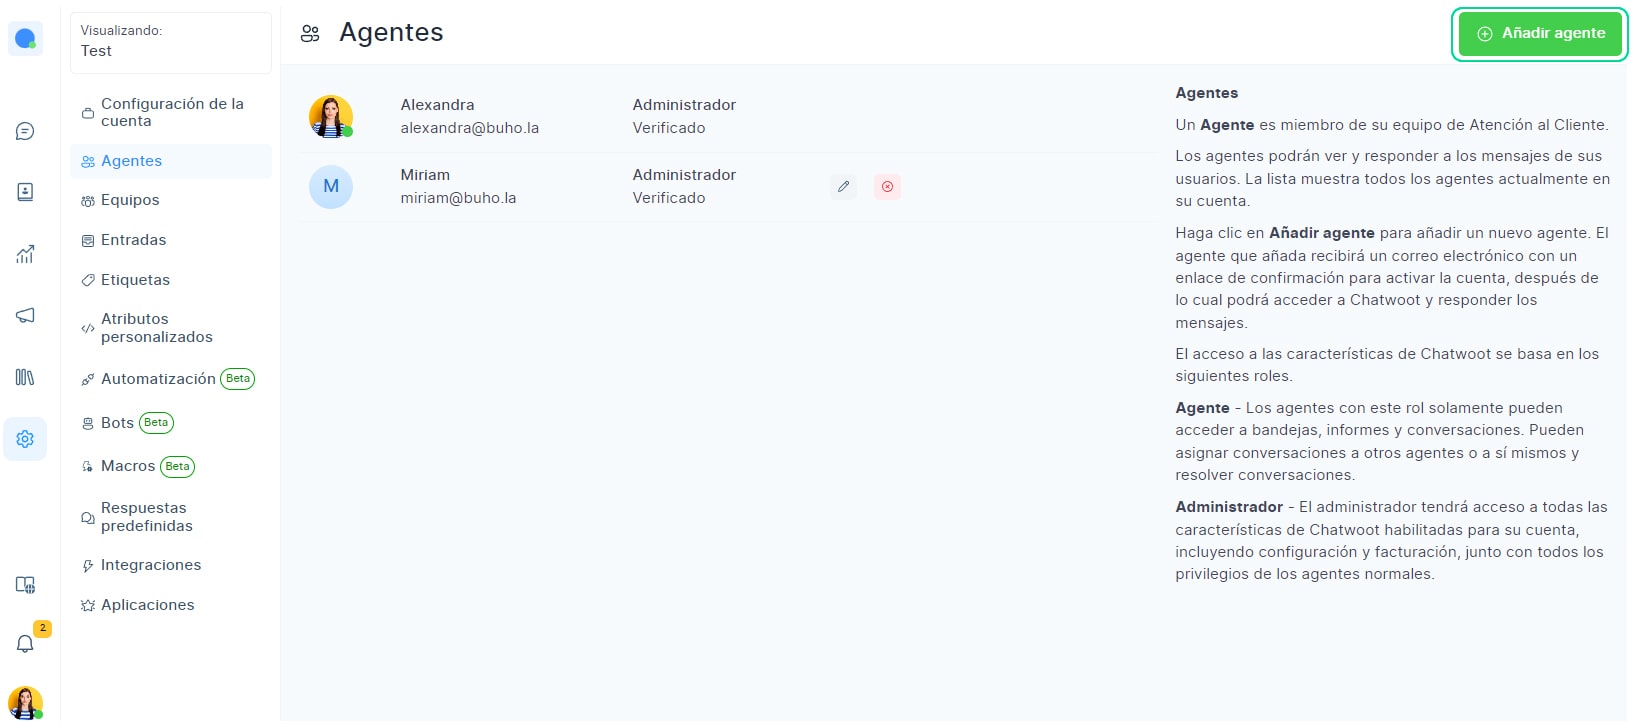 Visualizando:
Test
Configuración de la
cuenta
Agentes
Equipos
Entradas
Etiquetas
Atributos
personalizados
Automatización Beta
Bots Beta
Macros Beta
Respuestas
predefinidas
Integraciones
Aplicaciones
2
Agentes
Añadir agente
Alexandra
alexandra@buho.la
Administrador
Verificado
M
Miriam
miriam@buho.la
Administrador
Verificado
Agentes
Un Agente es miembro de su equipo de Atención al Cliente.
Los agentes podrán ver y responder a los mensajes de sus
usuarios. La lista muestra todos los agentes actualmente en
su cuenta.
Haga clic en Añadir agente para añadir un nuevo agente. El
agente que añada recibirá un correo electrónico con un
enlace de confirmación para activar la cuenta, después de
lo cual podrá acceder a Chatwoot y responder los
mensajes.
El acceso a las características de Chatwoot se basa en los
siguientes roles.
Agente - Los agentes con este rol solamente pueden
acceder a bandejas, informes y conversaciones. Pueden
asignar conversaciones a otros agentes o a sí mismos y
resolver conversaciones.
Administrador - El administrador tendrá acceso a todas las
características de Chatwoot habilitadas para su cuenta,
incluyendo configuración y facturación, junto con todos los
privilegios de los agentes normales.